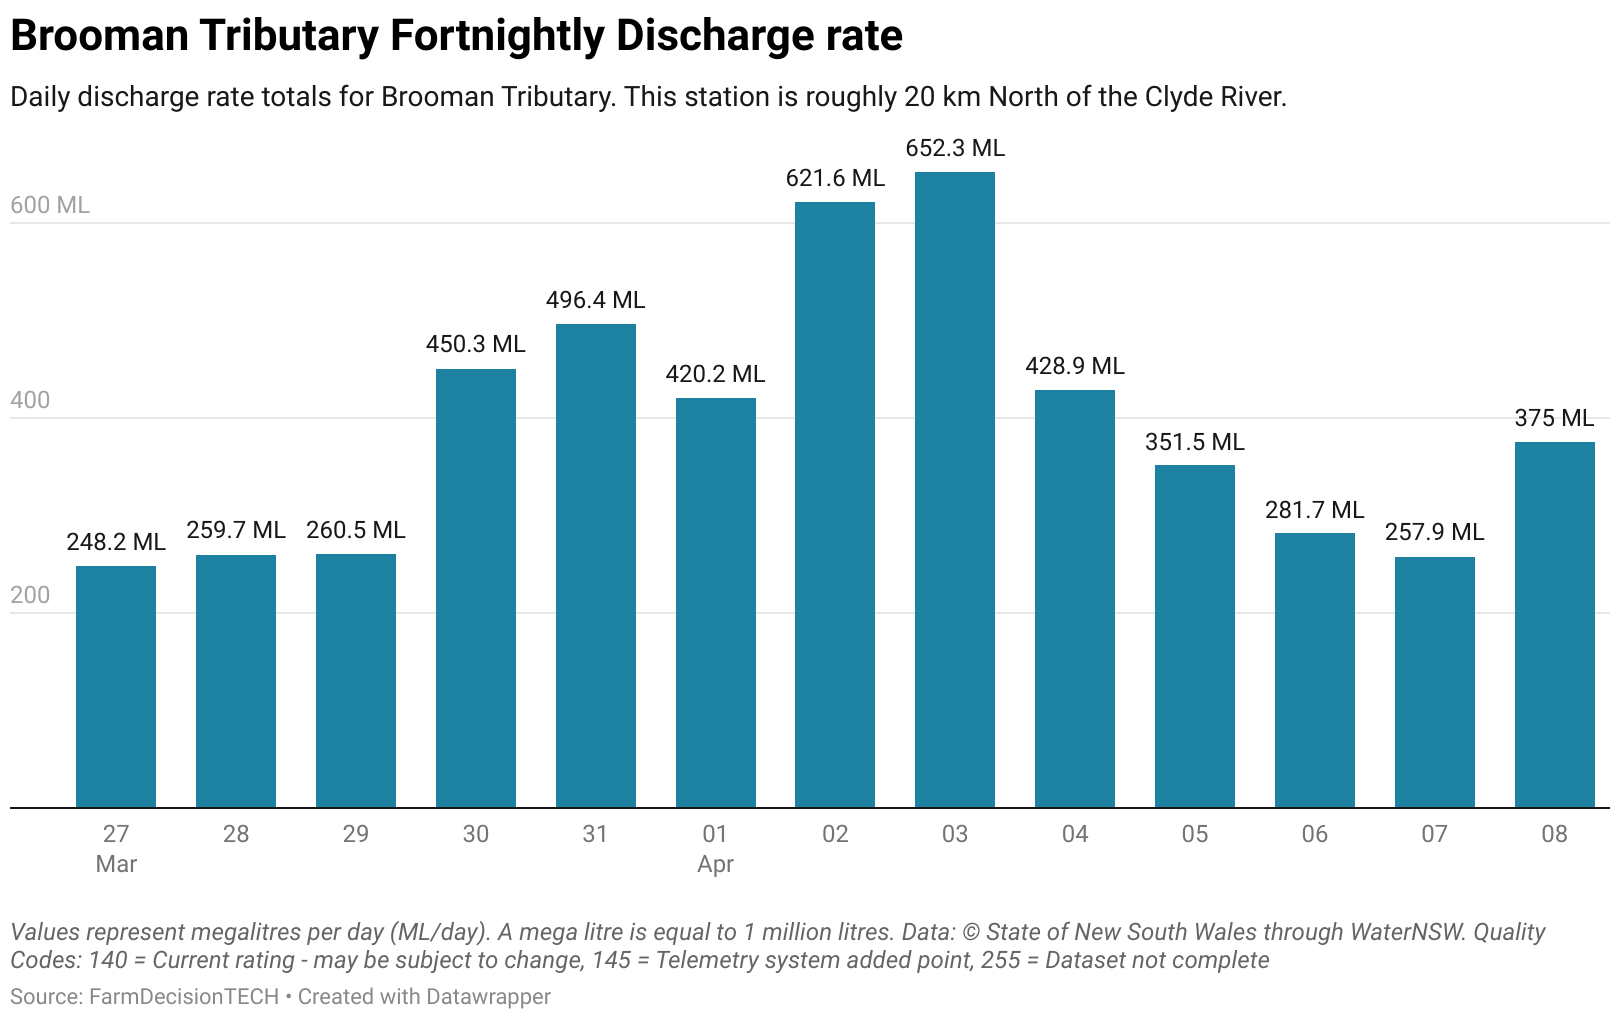 Brooman Tributary Fortnightly Discharge rate
Daily discharge rate totals for Brooman Tributary. This station is roughly 20 km North of the Clyde River.
652.3 ML
621.6 ML
600 ML
496.4 ML
450.3 ML
428.9 ML
420.2 ML
400
375 ML
351.5 ML
281.7 ML
248.2 ML
259.7 ML
260.5 ML
257.9 ML
200
27 28 29 30 31 01 02 03 04 05 06 07 08
Mar Apr
Values represent megalitres per day (ML/day). A mega litre is equal to 1 million litres. Data: © State of New South Wales through WaterNSW. Quality
Codes: 140 = Current rating - may be subject to change, 145 = Telemetry system added point, 255 = Dataset not complete
Source: FarmDecisionTECH • Created with Datawrapper